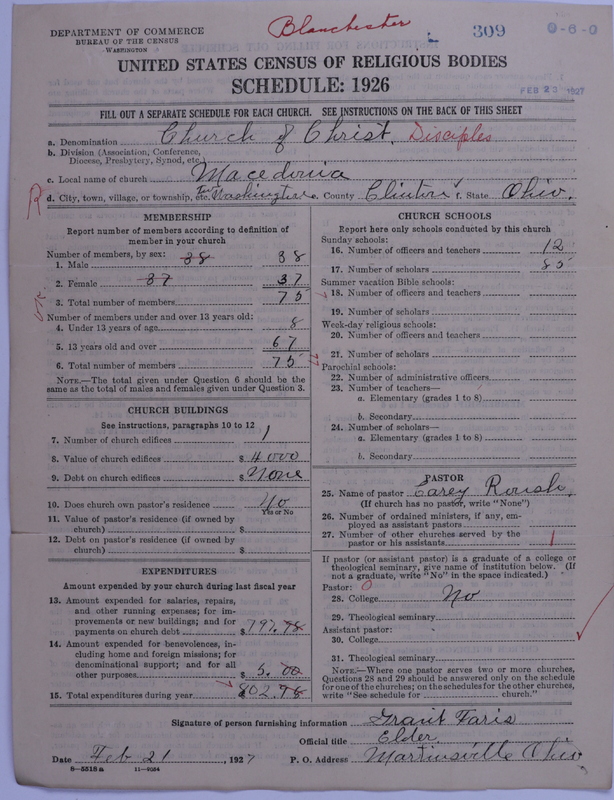 Blanchester
309
0-6-0
DEPARTMENT OF COMMERCE
BUREAU OF THE CENSUS
WASHINGTON
UNITED STATES CENSUS OF RELIGIOUS BODIES
SCHEDULE: 1926
FEB 23 1927
FILL OUT A SEPARATE SCHEDULE FOR EACH CHURCH. SEE INSTRUCTIONS ON THE BACK OF THIS SHEET
a. Denomination Church of Christ. Disciples
b. Division (Association, Conference, Diocese, Presbytery, Synod, etc.)
c. Local name of church Macedonia
d. City, town, village, or township, etc. Washington e. County Clinton f. State Ohio.
R
MEMBERSHIP
Report number of members according to definition of
member in your church
Number of members, by sex: 38
1. Male 38
2. Female 37 37
3. Total number of members 75
Number of members under and over 13 years old:
4. Under 13 years of age 8
5. 13 years old and over 67
6. Total number of members 75
NOTE.—The total given under Question 6 should be the
same as the total of males and females given under Question 3.
CHURCH BUILDINGS
See instructions, paragraphs 10 to 12
7. Number of church edifices 1
8. Value of church edifices $ 4000
9. Debt on church edifices $ None
10. Does church own pastor's residence No
Yes or No
11. Value of pastor's residence (if owned by
church) $
12. Debt on pastor's residence (if owned by
church) $
EXPENDITURES
Amount expended by your church during last fiscal year
13. Amount expended for salaries, repairs,
and other running expenses; for im-
provements or new buildings; and for
payments on church debt $ 797.98
14. Amount expended for benevolences, in-
cluding home and foreign missions; for
denominational support; and for all
other purposes $ 5.00
15. Total expenditures during year $ 802.98
CHURCH SCHOOLS
Report here only schools conducted by this church
Sunday schools:
16. Number of officers and teachers 12
17. Number of scholars 85
Summer vacation Bible schools:
18. Number of officers and teachers
19. Number of scholars
Week-day religious schools:
20. Number of officers and teachers
21. Number of scholars
Parochial schools:
22. Number of administrative officers
23. Number of teachers—
a. Elementary (grades 1 to 8)
b. Secondary
24. Number of scholars—
a. Elementary (grades 1 to 8)
b. Secondary
PASTOR
25. Name of pastor Carey Roush
(If church has no pastor, write "None")
26. Number of ordained ministers, if any, em-
ployed as assistant pastors
27. Number of other churches served by the
pastor or his assistants 1
If pastor (or assistant pastor) is a graduate of a college or
theological seminary, give name of institution below. (If
not a graduate, write "No" in the space indicated.)
Pastor: 0
28. College No
29. Theological seminary
Assistant pastor:
30. College
31. Theological seminary
NOTE.—Where one pastor serves two or more churches,
Questions 28 and 29 should be answered only on the schedule
for one of the churches; on the schedules for the other churches,
write "See schedule for church."
Signature of person furnishing information Grant Faris
Official title Elder
Date Feb 21, 1927 P. O. Address Martinsville Ohio
8-5518a 11-9084